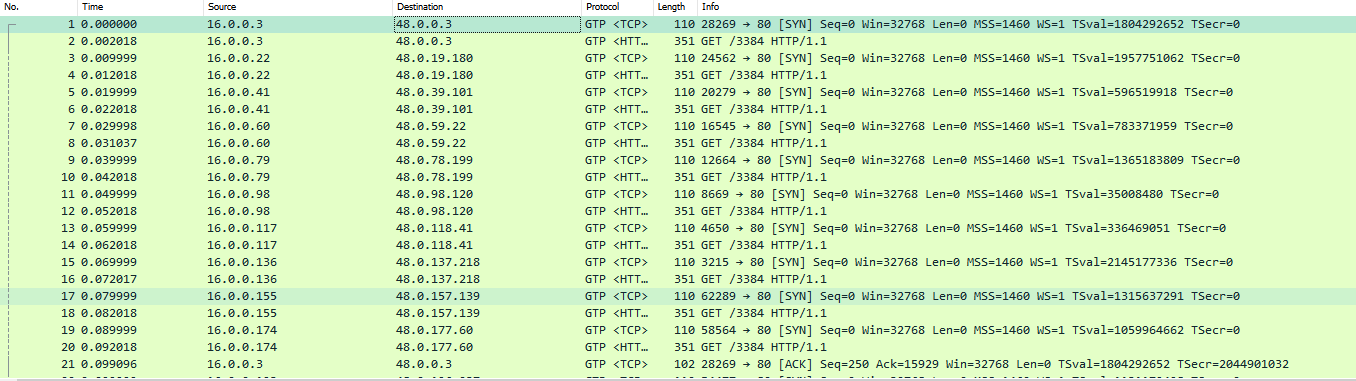 No. Time Source Destination Protocol Length Info
1 0.000000 16.0.0.3 48.0.0.3 GTP <TCP> 110 28269 → 80 [SYN] Seq=0 Win=32768 Len=0 MSS=1460 WS=1 TSval=1804292652 TSecr=0
2 0.002018 16.0.0.3 48.0.0.3 GTP <HTT… 351 GET /3384 HTTP/1.1
3 0.009999 16.0.0.22 48.0.19.180 GTP <TCP> 110 24562 → 80 [SYN] Seq=0 Win=32768 Len=0 MSS=1460 WS=1 TSval=1957751062 TSecr=0
4 0.012018 16.0.0.22 48.0.19.180 GTP <HTT… 351 GET /3384 HTTP/1.1
5 0.019999 16.0.0.41 48.0.39.101 GTP <TCP> 110 20279 → 80 [SYN] Seq=0 Win=32768 Len=0 MSS=1460 WS=1 TSval=596519918 TSecr=0
6 0.022018 16.0.0.41 48.0.39.101 GTP <HTT… 351 GET /3384 HTTP/1.1
7 0.029998 16.0.0.60 48.0.59.22 GTP <TCP> 110 16545 → 80 [SYN] Seq=0 Win=32768 Len=0 MSS=1460 WS=1 TSval=783371959 TSecr=0
8 0.031037 16.0.0.60 48.0.59.22 GTP <HTT… 351 GET /3384 HTTP/1.1
9 0.039999 16.0.0.79 48.0.78.199 GTP <TCP> 110 12664 → 80 [SYN] Seq=0 Win=32768 Len=0 MSS=1460 WS=1 TSval=1365183809 TSecr=0
10 0.042018 16.0.0.79 48.0.78.199 GTP <HTT… 351 GET /3384 HTTP/1.1
11 0.049999 16.0.0.98 48.0.98.120 GTP <TCP> 110 8669 → 80 [SYN] Seq=0 Win=32768 Len=0 MSS=1460 WS=1 TSval=35008480 TSecr=0
12 0.052018 16.0.0.98 48.0.98.120 GTP <HTT… 351 GET /3384 HTTP/1.1
13 0.059999 16.0.0.117 48.0.118.41 GTP <TCP> 110 4650 → 80 [SYN] Seq=0 Win=32768 Len=0 MSS=1460 WS=1 TSval=336469051 TSecr=0
14 0.062018 16.0.0.117 48.0.118.41 GTP <HTT… 351 GET /3384 HTTP/1.1
15 0.069999 16.0.0.136 48.0.137.218 GTP <TCP> 110 3215 → 80 [SYN] Seq=0 Win=32768 Len=0 MSS=1460 WS=1 TSval=2145177336 TSecr=0
16 0.072017 16.0.0.136 48.0.137.218 GTP <HTT… 351 GET /3384 HTTP/1.1
17 0.079999 16.0.0.155 48.0.157.139 GTP <TCP> 110 62289 → 80 [SYN] Seq=0 Win=32768 Len=0 MSS=1460 WS=1 TSval=1315637291 TSecr=0
18 0.082018 16.0.0.155 48.0.157.139 GTP <HTT… 351 GET /3384 HTTP/1.1
19 0.089999 16.0.0.174 48.0.177.60 GTP <TCP> 110 58564 → 80 [SYN] Seq=0 Win=32768 Len=0 MSS=1460 WS=1 TSval=1059964662 TSecr=0
20 0.092018 16.0.0.174 48.0.177.60 GTP <HTT… 351 GET /3384 HTTP/1.1
21 0.099096 16.0.0.3 48.0.0.3 GTP <TCP> 102 28269 → 80 [ACK] Seq=250 Ack=15929 Win=32768 Len=0 TSval=1804292652 TSecr=2044901032